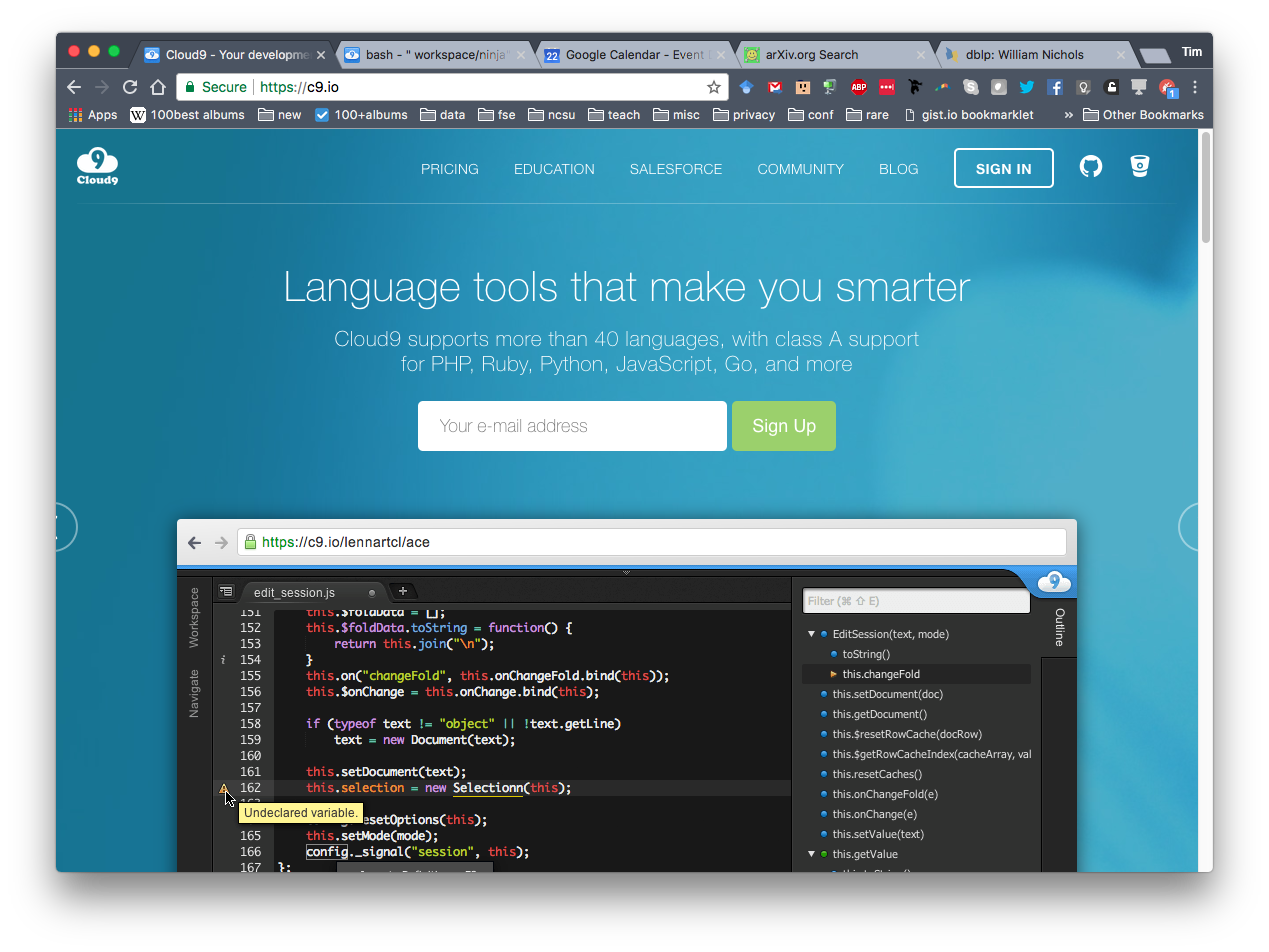 Cloud9 - Your developme
bash - " workspace/ninja"
22 Google Calendar - Event D
arXiv.org Search
dblp: William Nichols
Tim
Secure https://c9.io
ABP
1
Apps
W 100best albums
new
100+albums
data
fse
ncsu
teach
misc
privacy
conf
rare
gist.io bookmarklet
»
Other Bookmarks
9
Cloud9
PRICING
EDUCATION
SALESFORCE
COMMUNITY
BLOG
SIGN IN
Language tools that make you smarter
Cloud9 supports more than 40 languages, with class A support
for PHP, Ruby, Python, JavaScript, Go, and more
Your e-mail address
Sign Up
https://c9.io/lennartcl/ace
9
Workspace
Navigate
edit_session.js
+
151 this.$foldData = [];
152 this.$foldData.toString = function() {
153 return this.join("\n");
i 154 }
155 this.on("changeFold", this.onChangeFold.bind(this));
156 this.$onChange = this.onChange.bind(this);
157
158 if (typeof text != "object" || !text.getLine)
159 text = new Document(text);
160
161 this.setDocument(text);
162 this.selection = new Selectionn(this);
Undeclared variable.
esetOptions(this);
165 this.setMode(mode);
166 config._signal("session", this);
167 };
Filter (⌘ ⇧ E)
Outline
EditSession(text, mode)
toString()
this.changeFold
this.setDocument(doc)
this.getDocument()
this.$resetRowCache(docRow)
this.$getRowCacheIndex(cacheArray, val
this.resetCaches()
this.onChangeFold(e)
this.onChange(e)
this.setValue(text)
this.getValue